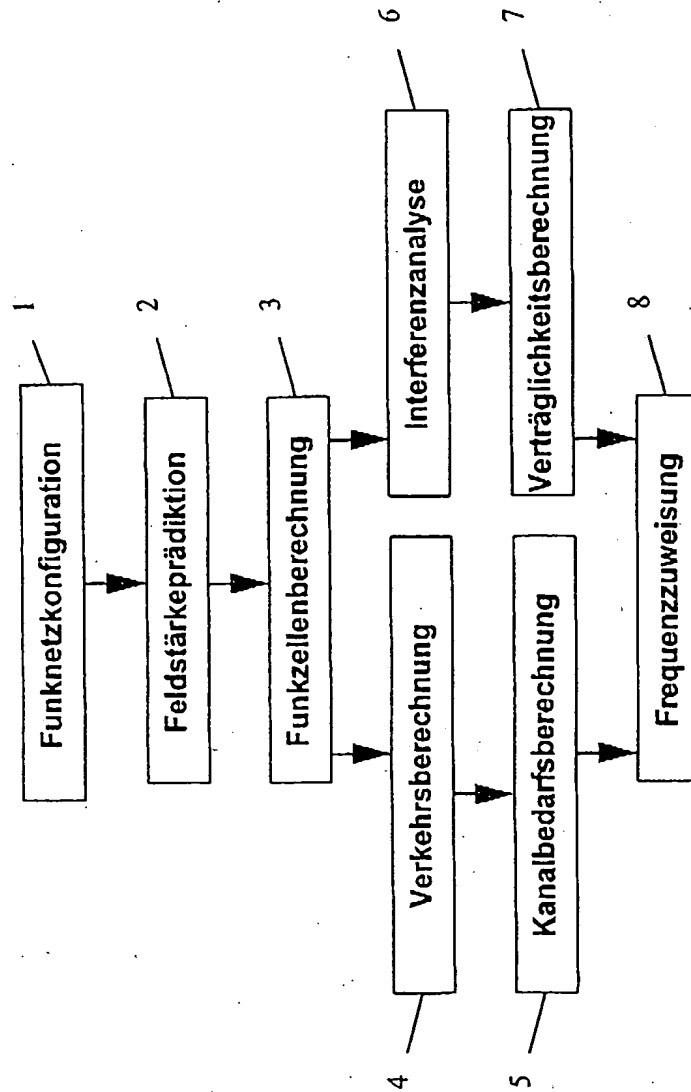 Funknetzkonfiguration
1
Feldstärkeprädiktion
2
Funkzellenberechnung
3
Verkehrsberechnung
4
Kanalbedarfsberechnung
5
Interferenzanalyse
6
Verträglichkeitsberechnung
7
Frequenzzuweisung
8